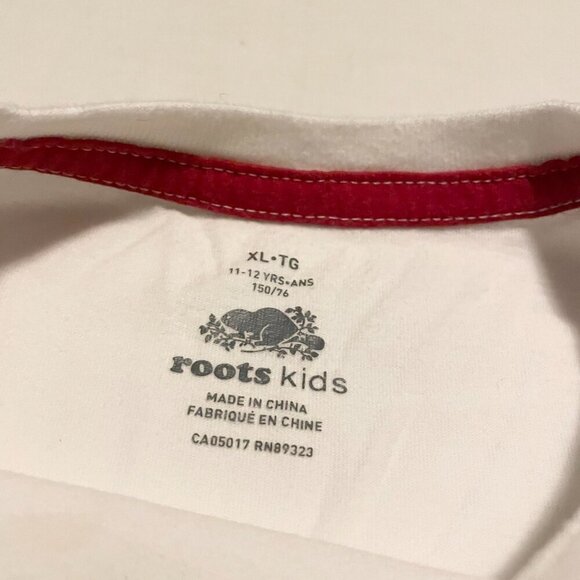 XL•TG
11-12 YRS•ANS
150/76
roots kids
MADE IN CHINA
FABRIQUÉ EN CHINE
CA05017 RN89323